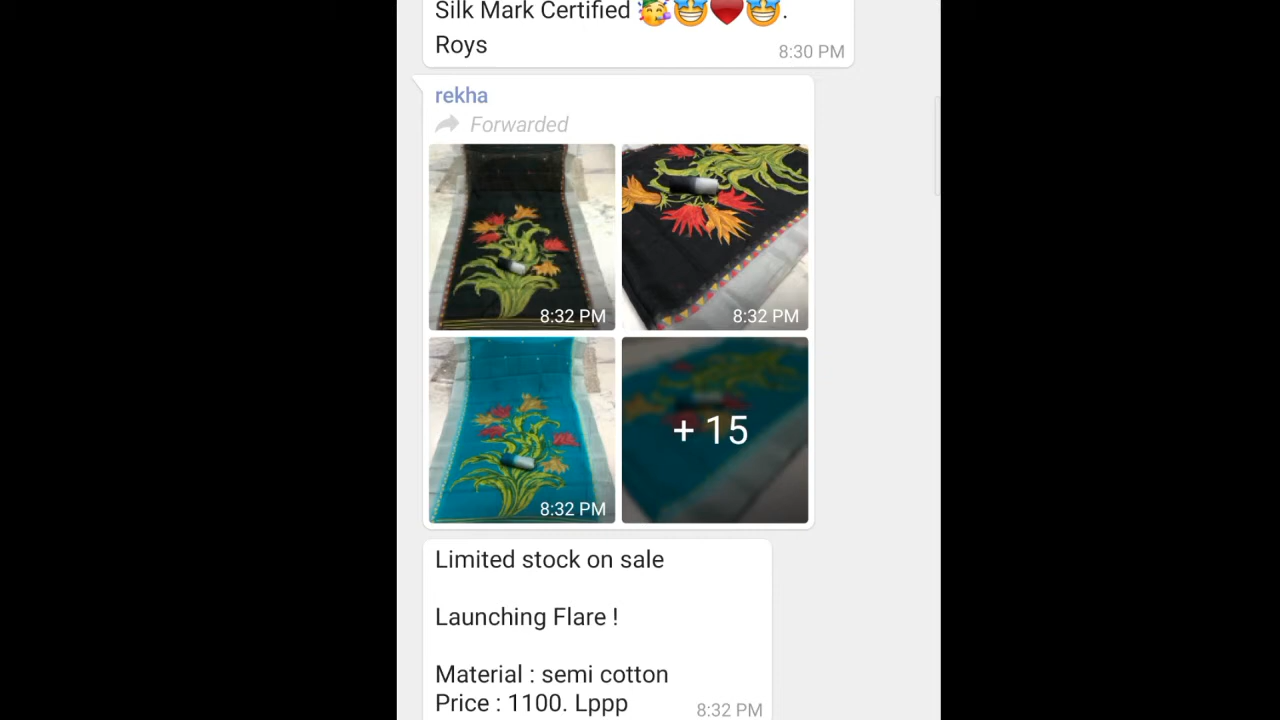 Silk Mark Certified 🥳🤩❤️🤩.
Roys
8:30 PM
rekha
Forwarded
8:32 PM
8:32 PM
8:32 PM
+ 15
Limited stock on sale
Launching Flare !
Material : semi cotton
Price : 1100. Lppp
8:32 PM